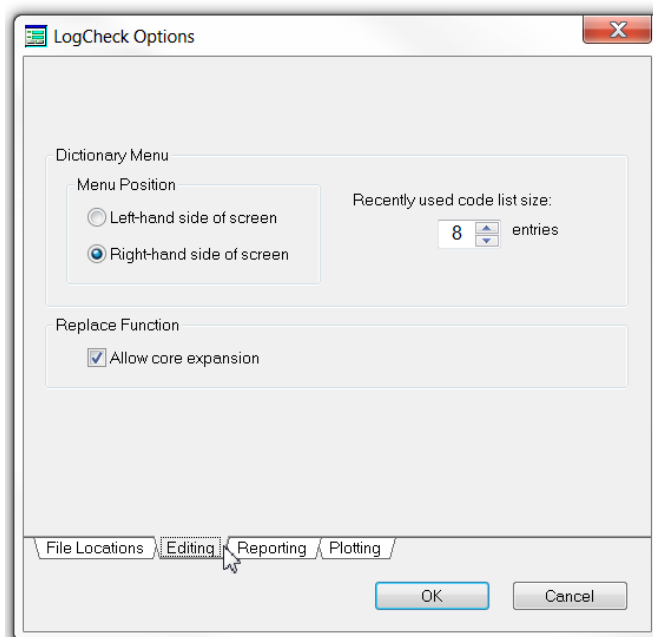 LogCheck Options
X
Dictionary Menu
Menu Position
Left-hand side of screen
Right-hand side of screen
Recently used code list size:
8 entries
Replace Function
Allow core expansion
File Locations Editing Reporting Plotting
OK Cancel